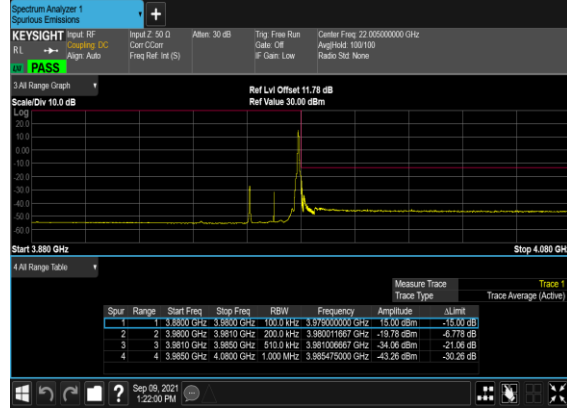 Spectrum Analyzer 1
Spurious Emissions
+
KEYSIGHT Input: RF Input Z: 50 Ω Atten: 30 dB Trig: Free Run Center Freq: 22.005000000 GHz
RL Coupling: DC Corr CCorr Gate: Off Avg|Hold: 100/100
Align: Auto Freq Ref: Int (S) IF Gain: Low Radio Std: None
PASS
3 All Range Graph
Ref Lvl Offset 11.78 dB
Scale/Div 10.0 dB Ref Value 30.00 dBm
Log
20.0
10.0
0.00
-10.0
-20.0
-30.0
-40.0
-50.0
-60.0
Start 3.880 GHz Stop 4.080 GHz
4 All Range Table
Measure Trace Trace 1
Trace Type Trace Average (Active)
Spur Range Start Freq Stop Freq RBW Frequency Amplitude ΔLimit
1 1 3.8800 GHz 3.9800 GHz 100.0 kHz 3.979000000 GHz 15.00 dBm -15.00 dB
2 2 3.9800 GHz 3.9810 GHz 200.0 kHz 3.980011667 GHz -19.78 dBm -6.778 dB
3 3 3.9810 GHz 3.9850 GHz 510.0 kHz 3.981006667 GHz -34.06 dBm -21.06 dB
4 4 3.9850 GHz 4.0800 GHz 1.000 MHz 3.985475000 GHz -43.26 dBm -30.26 dB
? Sep 09, 2021
1:22:00 PM